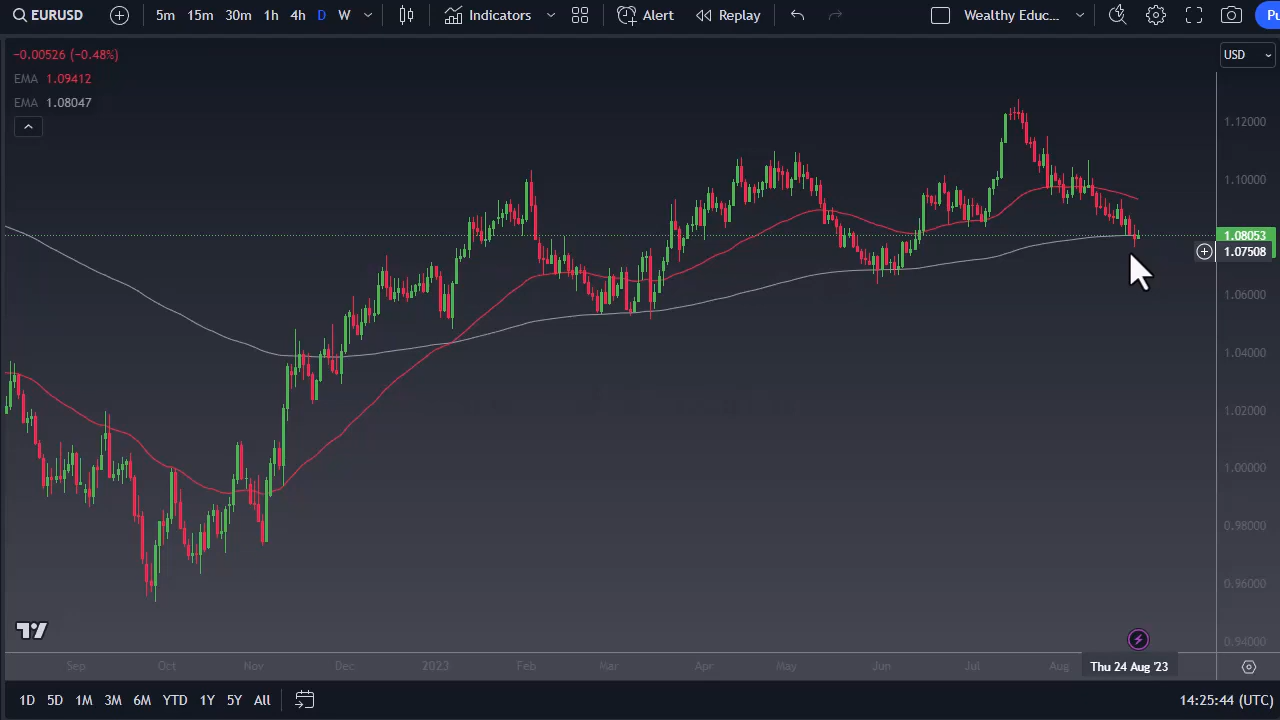 EURUSD 5m 15m 30m 1h 4h D W Indicators Alert Replay Wealthy Educ... Pu
−0.00526 (−0.48%)
USD
EMA 1.09412
EMA 1.08047
1.12000
1.10000
1.08053
1.07508
1.06000
1.04000
1.02000
1.00000
0.98000
0.96000
0.94000
Sep Oct Nov Dec 2023 Feb Mar Apr May Jun Jul Aug Thu 24 Aug '23
1D 5D 1M 3M 6M YTD 1Y 5Y All 14:25:44 (UTC)